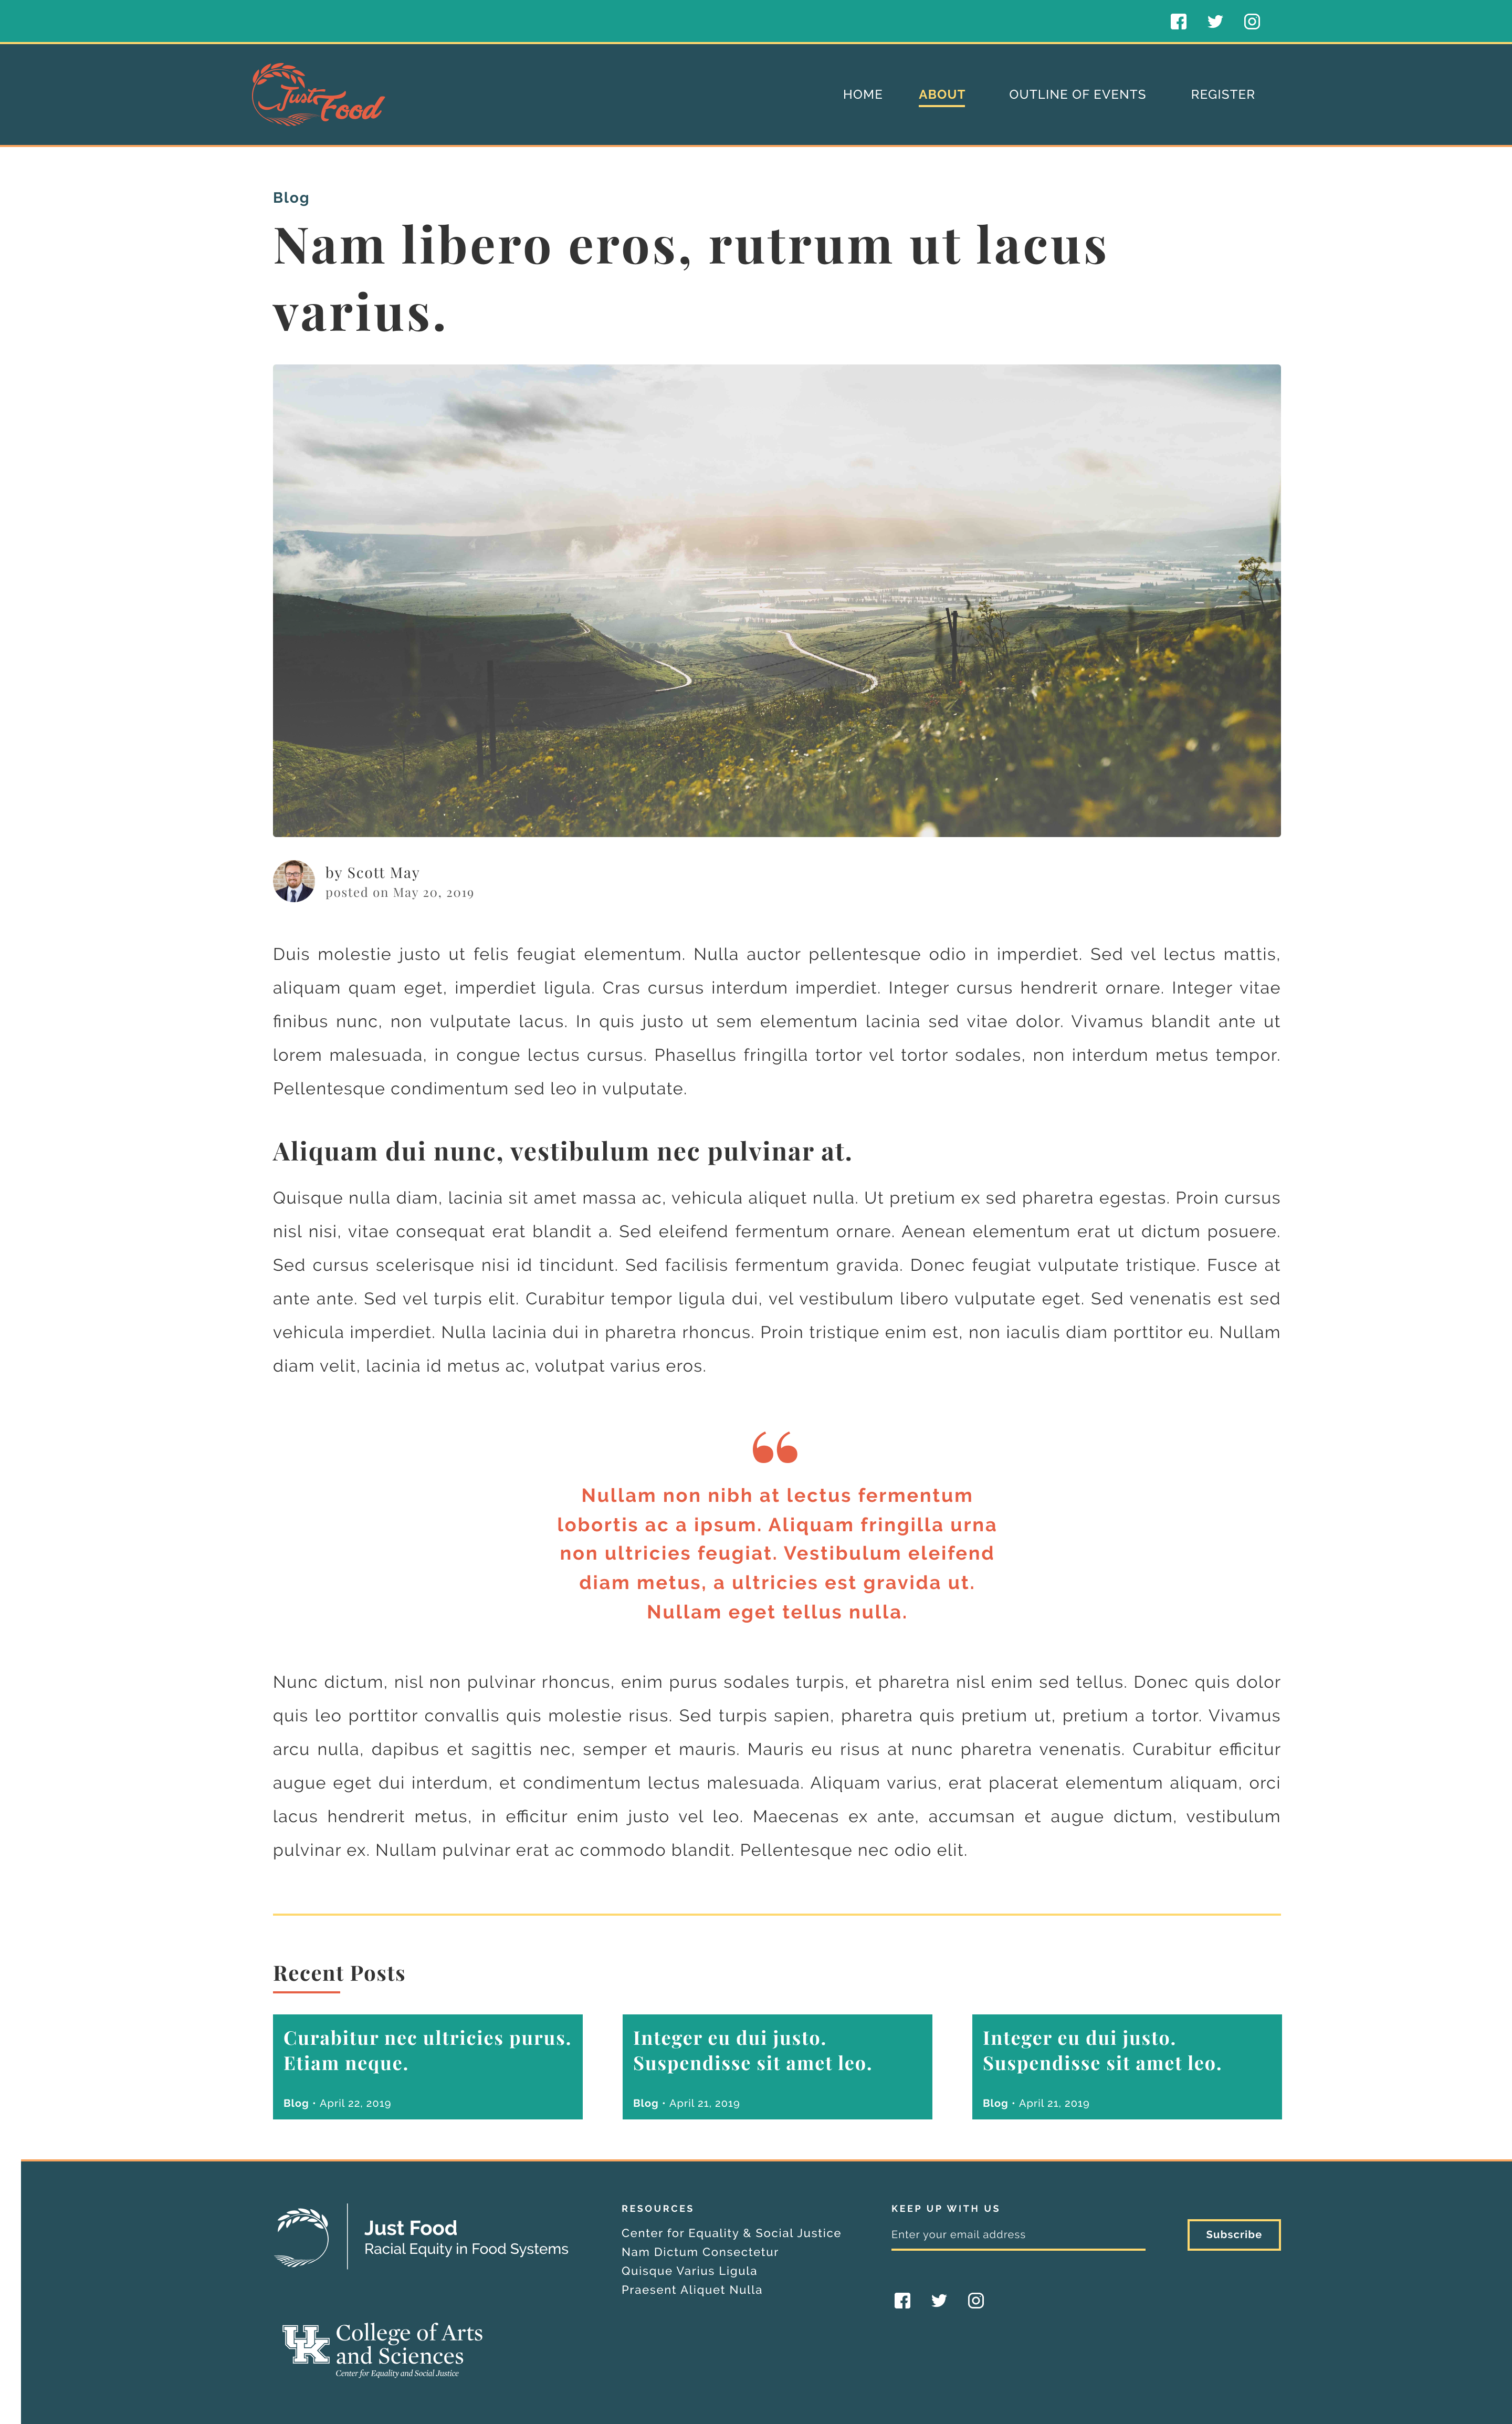 Just Food
HOME ABOUT OUTLINE OF EVENTS REGISTER
Blog
Nam libero eros, rutrum ut lacus
varius.
by Scott May
posted on May 20, 2019
Duis molestie justo ut felis feugiat elementum. Nulla auctor pellentesque odio in imperdiet. Sed vel lectus mattis,
aliquam quam eget, imperdiet ligula. Cras cursus interdum imperdiet. Integer cursus hendrerit ornare. Integer vitae
finibus nunc, non vulputate lacus. In quis justo ut sem elementum lacinia sed vitae dolor. Vivamus blandit ante ut
lorem malesuada, in congue lectus cursus. Phasellus fringilla tortor vel tortor sodales, non interdum metus tempor.
Pellentesque condimentum sed leo in vulputate.
Aliquam dui nunc, vestibulum nec pulvinar at.
Quisque nulla diam, lacinia sit amet massa ac, vehicula aliquet nulla. Ut pretium ex sed pharetra egestas. Proin cursus
nisl nisi, vitae consequat erat blandit a. Sed eleifend fermentum ornare. Aenean elementum erat ut dictum posuere.
Sed cursus scelerisque nisi id tincidunt. Sed facilisis fermentum gravida. Donec feugiat vulputate tristique. Fusce at
ante ante. Sed vel turpis elit. Curabitur tempor ligula dui, vel vestibulum libero vulputate eget. Sed venenatis est sed
vehicula imperdiet. Nulla lacinia dui in pharetra rhoncus. Proin tristique enim est, non iaculis diam porttitor eu. Nullam
diam velit, lacinia id metus ac, volutpat varius eros.
“
Nullam non nibh at lectus fermentum
lobortis ac a ipsum. Aliquam fringilla urna
non ultricies feugiat. Vestibulum eleifend
diam metus, a ultricies est gravida ut.
Nullam eget tellus nulla.
Nunc dictum, nisl non pulvinar rhoncus, enim purus sodales turpis, et pharetra nisl enim sed tellus. Donec quis dolor
quis leo porttitor convallis quis molestie risus. Sed turpis sapien, pharetra quis pretium ut, pretium a tortor. Vivamus
arcu nulla, dapibus et sagittis nec, semper et mauris. Mauris eu risus at nunc pharetra venenatis. Curabitur efficitur
augue eget dui interdum, et condimentum lectus malesuada. Aliquam varius, erat placerat elementum aliquam, orci
lacus hendrerit metus, in efficitur enim justo vel leo. Maecenas ex ante, accumsan et augue dictum, vestibulum
pulvinar ex. Nullam pulvinar erat ac commodo blandit. Pellentesque nec odio elit.
Recent Posts
Curabitur nec ultricies purus.
Etiam neque.
Blog • April 22, 2019
Integer eu dui justo.
Suspendisse sit amet leo.
Blog • April 21, 2019
Integer eu dui justo.
Suspendisse sit amet leo.
Blog • April 21, 2019
Just Food
Racial Equity in Food Systems
UK College of Arts
and Sciences
Center for Equality and Social Justice
RESOURCES
Center for Equality & Social Justice
Nam Dictum Consectetur
Quisque Varius Ligula
Praesent Aliquet Nulla
KEEP UP WITH US
Enter your email address
Subscribe